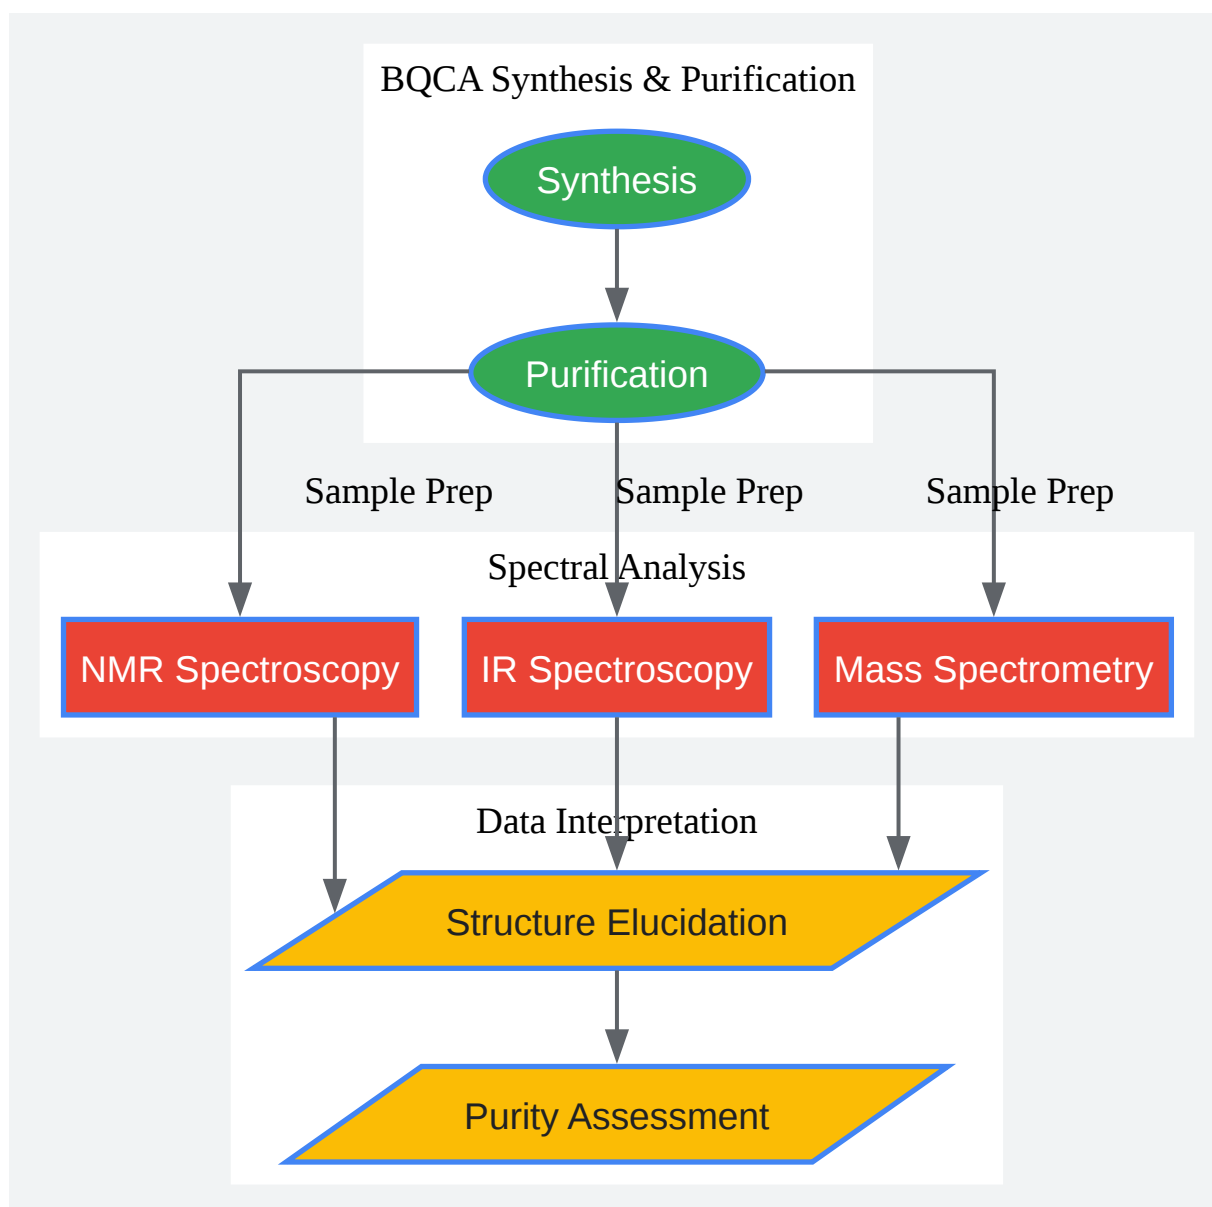 BQCA Synthesis & Purification
Synthesis
Purification
Sample Prep
Sample Prep
Sample Prep
Spectral Analysis
NMR Spectroscopy
IR Spectroscopy
Mass Spectrometry
Data Interpretation
Structure Elucidation
Purity Assessment